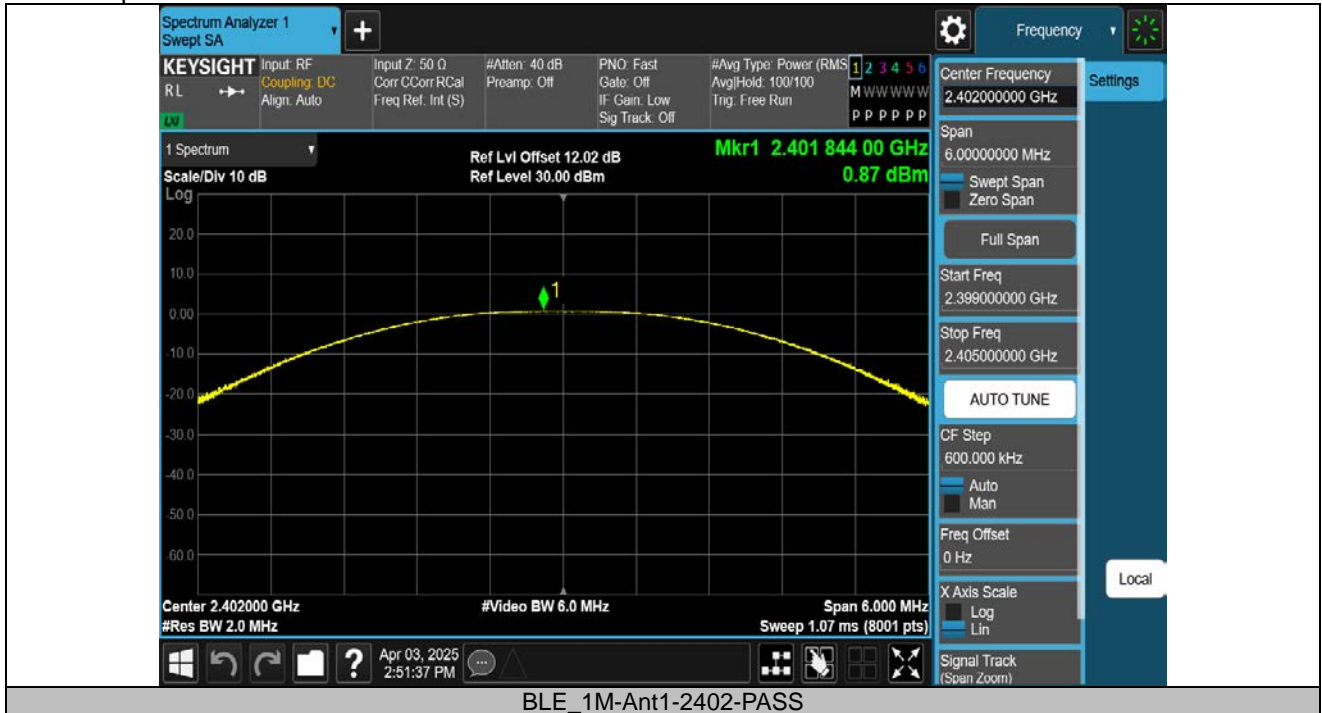 Spectrum Analyzer 1
Swept SA
+
Frequency
KEYSIGHT
RL
LXI
Input: RF
Coupling: DC
Align: Auto
Input Z: 50 Ω
Corr CCorr RCal
Freq Ref: Int (S)
#Atten: 40 dB
Preamp: Off
PNO: Fast
Gate: Off
IF Gain: Low
Sig Track: Off
#Avg Type: Power (RMS
Avg|Hold: 100/100
Trig: Free Run
1 2 3 4 5 6
M W W W W W
P P P P P P
1 Spectrum
Scale/Div 10 dB
Ref Lvl Offset 12.02 dB
Ref Level 30.00 dBm
Mkr1 2.401 844 00 GHz
0.87 dBm
Log
20.0
10.0
0.00
-10.0
-20.0
-30.0
-40.0
-50.0
-60.0
1
Center 2.402000 GHz
#Res BW 2.0 MHz
#Video BW 6.0 MHz
Span 6.000 MHz
Sweep 1.07 ms (8001 pts)
?
Apr 03, 2025
2:51:37 PM
Center Frequency
2.402000000 GHz
Settings
Span
6.00000000 MHz
Swept Span
Zero Span
Full Span
Start Freq
2.399000000 GHz
Stop Freq
2.405000000 GHz
AUTO TUNE
CF Step
600.000 kHz
Auto
Man
Freq Offset
0 Hz
X Axis Scale
Log
Lin
Local
Signal Track
(Span Zoom)
BLE_1M-Ant1-2402-PASS